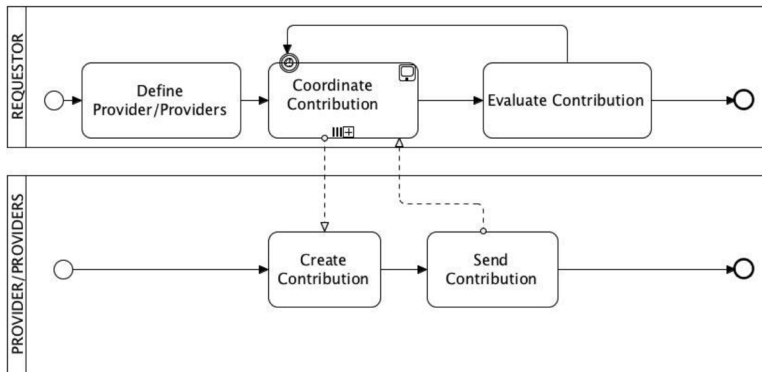 REQUESTOR
Define
Provider/Providers
Coordinate
Contribution
Evaluate Contribution
PROVIDER/PROVIDERS
Create
Contribution
Send
Contribution